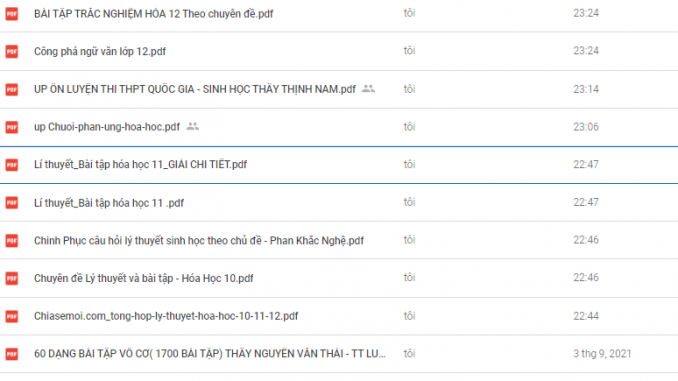 PDF BÀI TẬP TRẮC NGHIỆM HÓA 12 Theo chuyên đề.pdf tôi 23:24
PDF Công phá ngữ văn lớp 12.pdf tôi 23:24
PDF UP ÔN LUYỆN THI THPT QUỐC GIA - SINH HỌC THẦY THỊNH NAM.pdf tôi 23:14
PDF up Chuoi-phan-ung-hoa-hoc.pdf tôi 23:06
PDF Lí thuyết_Bài tập hóa học 11_GIẢI CHI TIẾT.pdf tôi 22:47
PDF Lí thuyết_Bài tập hóa học 11 .pdf tôi 22:47
PDF Chinh Phục câu hỏi lý thuyết sinh học theo chủ đề - Phan Khắc Nghệ.pdf tôi 22:46
PDF Chuyên đề Lý thuyết và bài tập - Hóa Học 10.pdf tôi 22:46
PDF Chiasemoi.com_tong-hop-ly-thuyet-hoa-hoc-10-11-12.pdf tôi 22:44
PDF 60 DẠNG BÀI TẬP VÔ CƠ( 1700 BÀI TẬP) THẦY NGUYỄN VĂN THÁI - TT LU... tôi 3 thg 9, 2021